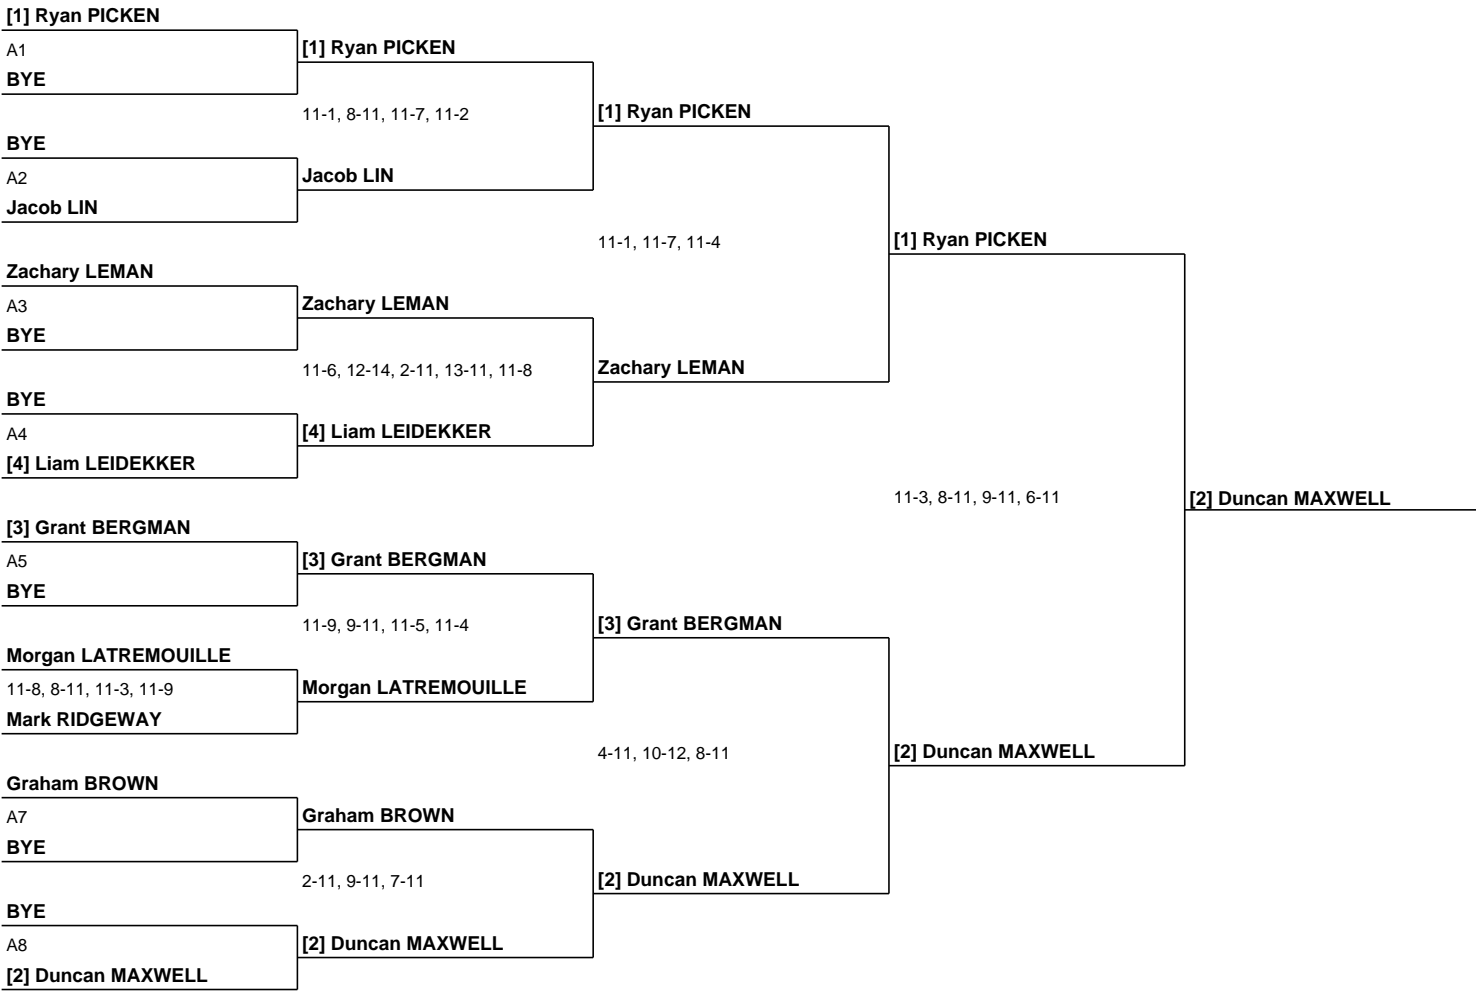 [1] Ryan PICKEN
A1
BYE
BYE
A2
Jacob LIN
Zachary LEMAN
A3
BYE
BYE
A4
[4] Liam LEIDEKKER
[3] Grant BERGMAN
A5
BYE
Morgan LATREMOUILLE
11-8, 8-11, 11-3, 11-9
Mark RIDGEWAY
Graham BROWN
A7
BYE
BYE
A8
[2] Duncan MAXWELL
[1] Ryan PICKEN
11-1, 8-11, 11-7, 11-2
Jacob LIN
Zachary LEMAN
11-6, 12-14, 2-11, 13-11, 11-8
[4] Liam LEIDEKKER
[3] Grant BERGMAN
11-9, 9-11, 11-5, 11-4
Morgan LATREMOUILLE
Graham BROWN
2-11, 9-11, 7-11
[2] Duncan MAXWELL
[1] Ryan PICKEN
11-1, 11-7, 11-4
Zachary LEMAN
[3] Grant BERGMAN
4-11, 10-12, 8-11
[2] Duncan MAXWELL
[1] Ryan PICKEN
11-3, 8-11, 9-11, 6-11
[2] Duncan MAXWELL
[2] Duncan MAXWELL